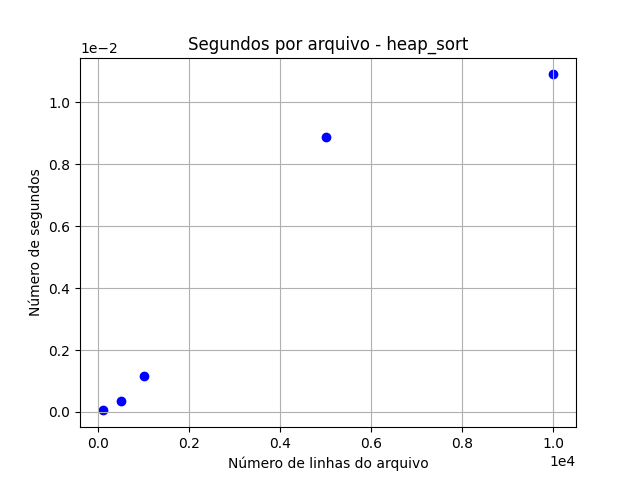 Segundos por arquivo - heap_sort
1e−2
1.0
0.8
0.6
0.4
0.2
0.0
Número de segundos
0.0 0.2 0.4 0.6 0.8 1.0
1e4
Número de linhas do arquivo